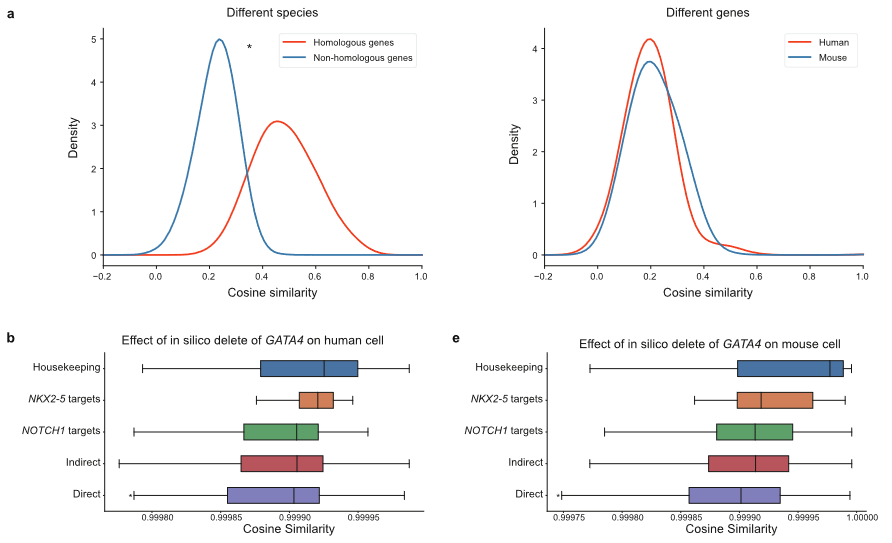 a
Different species
Different genes
*
Homologous genes
Non-homologous genes
Human
Mouse
5
4
3
2
1
0
Density
−0.2 0.0 0.2 0.4 0.6 0.8 1.0
Cosine similarity
4
3
2
1
0
Density
−0.2 0.0 0.2 0.4 0.6 0.8 1.0
Cosine similarity
b
Effect of in silico delete of GATA4 on human cell
Housekeeping
NKX2-5 targets
NOTCH1 targets
Indirect
Direct
*
0.99980 0.99985 0.99990 0.99995
Cosine Similarity
e
Effect of in silico delete of GATA4 on mouse cell
Housekeeping
NKX2-5 targets
NOTCH1 targets
Indirect
Direct
*
0.99975 0.99980 0.99985 0.99990 0.99995 1.00000
Cosine Similarity